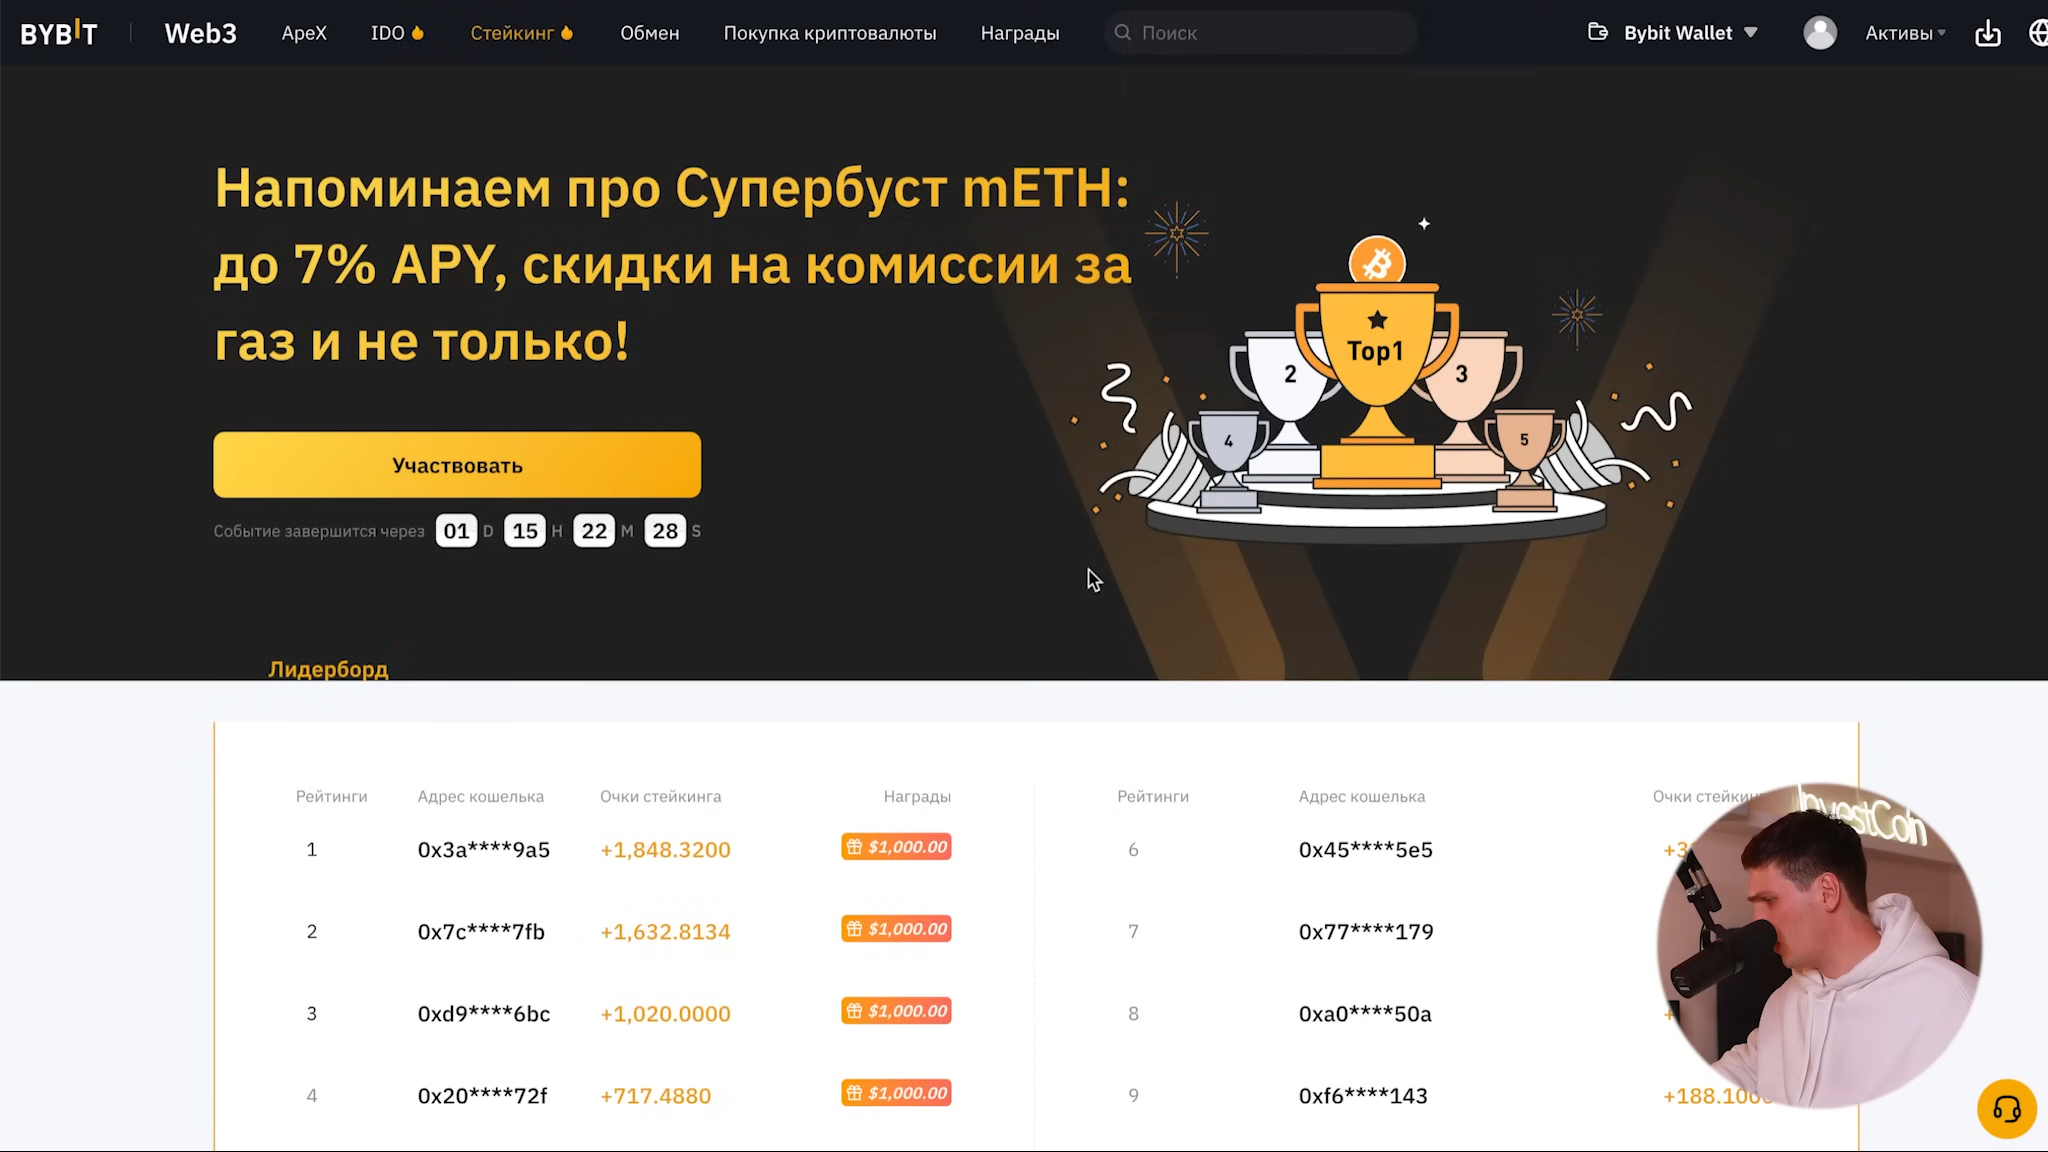 BYBIT Web3 ApeX IDO Стейкинг Обмен Покупка криптовалюты Награды Поиск Bybit Wallet Активы
Напоминаем про Супербуст mETH:
до 7% APY, скидки на комиссии за
газ и не только!
Участвовать
Событие завершится через 01 D 15 H 22 M 28 S
Top1
2
3
4
5
Лидерборд
Рейтинги Адрес кошелька Очки стейкинга Награды
1 0x3a****9a5 +1,848.3200 $1,000.00
2 0x7c****7fb +1,632.8134 $1,000.00
3 0xd9****6bc +1,020.0000 $1,000.00
4 0x20****72f +717.4880 $1,000.00
Рейтинги Адрес кошелька Очки
6 0x45****5e5
7 0x77****179
8 0xa0****50a
9 0xf6****143
InvestCoin